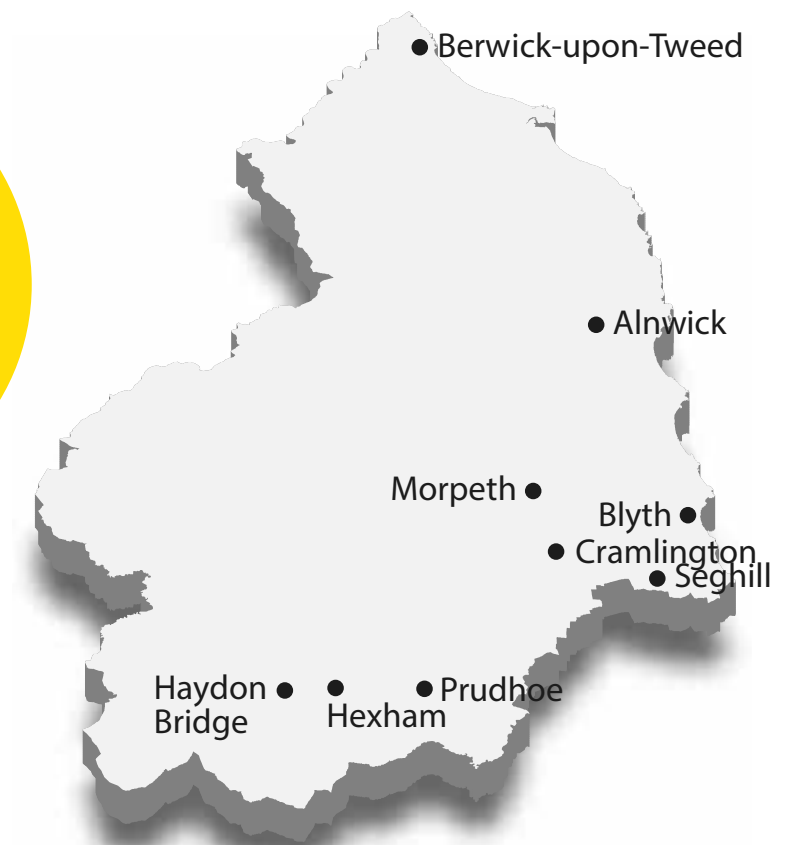 Berwick-upon-Tweed
Alnwick
Morpeth
Blyth
Cramlington
Seghill
Haydon
Bridge
Hexham
Prudhoe